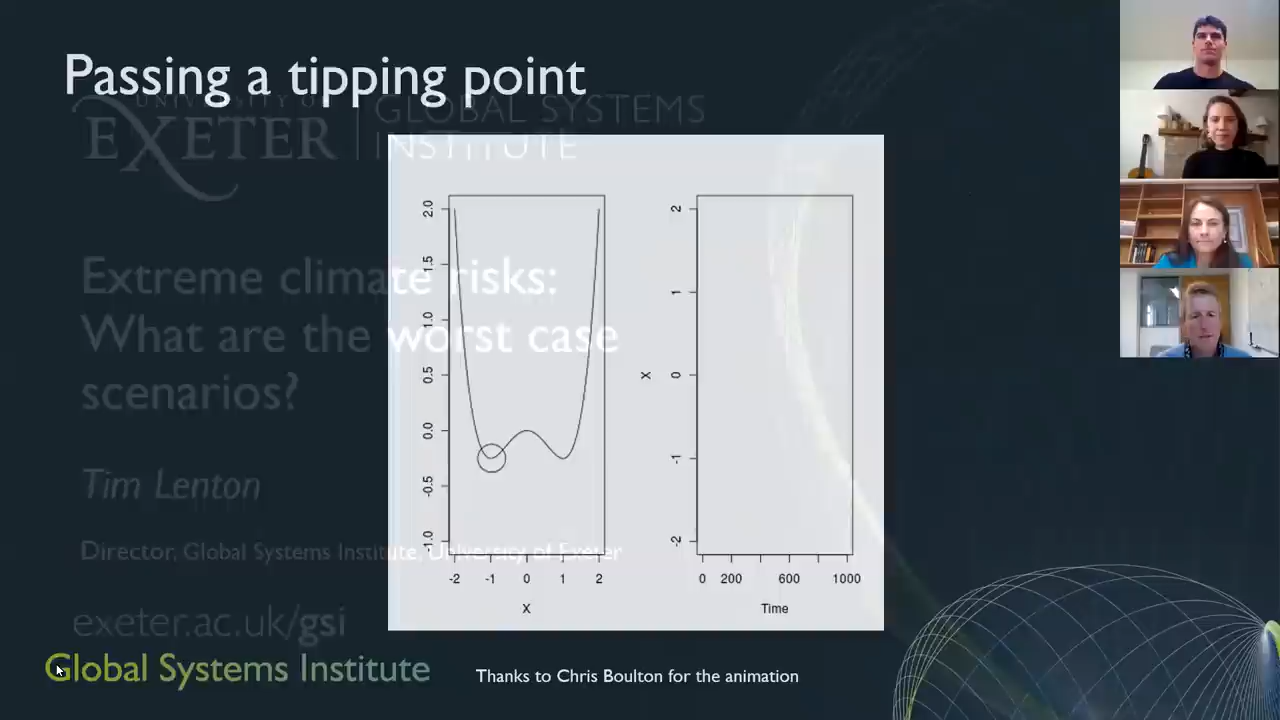 Passing a tipping point
UNIVERSITY OF
EXETER
GLOBAL SYSTEMS
INSTITUTE
Extreme climate risks:
What are the worst case
scenarios?
Tim Lenton
Director, Global Systems Institute, University of Exeter
exeter.ac.uk/gsi
Global Systems Institute
2.0
1.5
1.0
0.5
0.0
-0.5
-1.0
-2 -1 0 1 2
X
2
1
0
-1
-2
X
0 200 600 1000
Time
Thanks to Chris Boulton for the animation